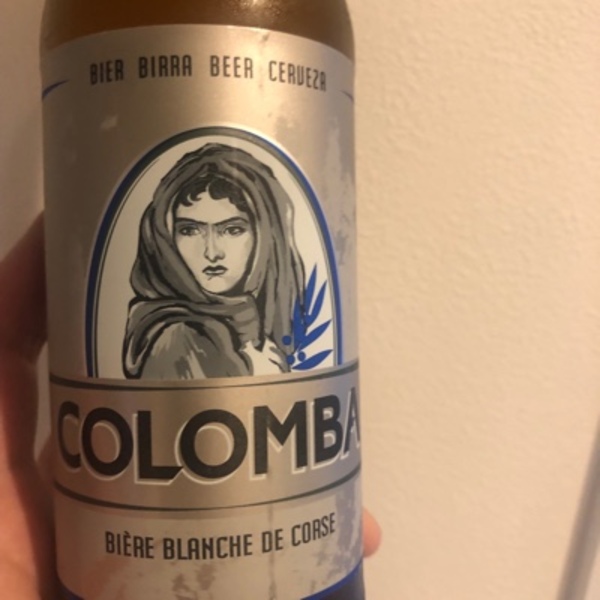 BIER BIRRA BEER CERVEZA
COLOMBA
BIÈRE BLANCHE DE CORSE